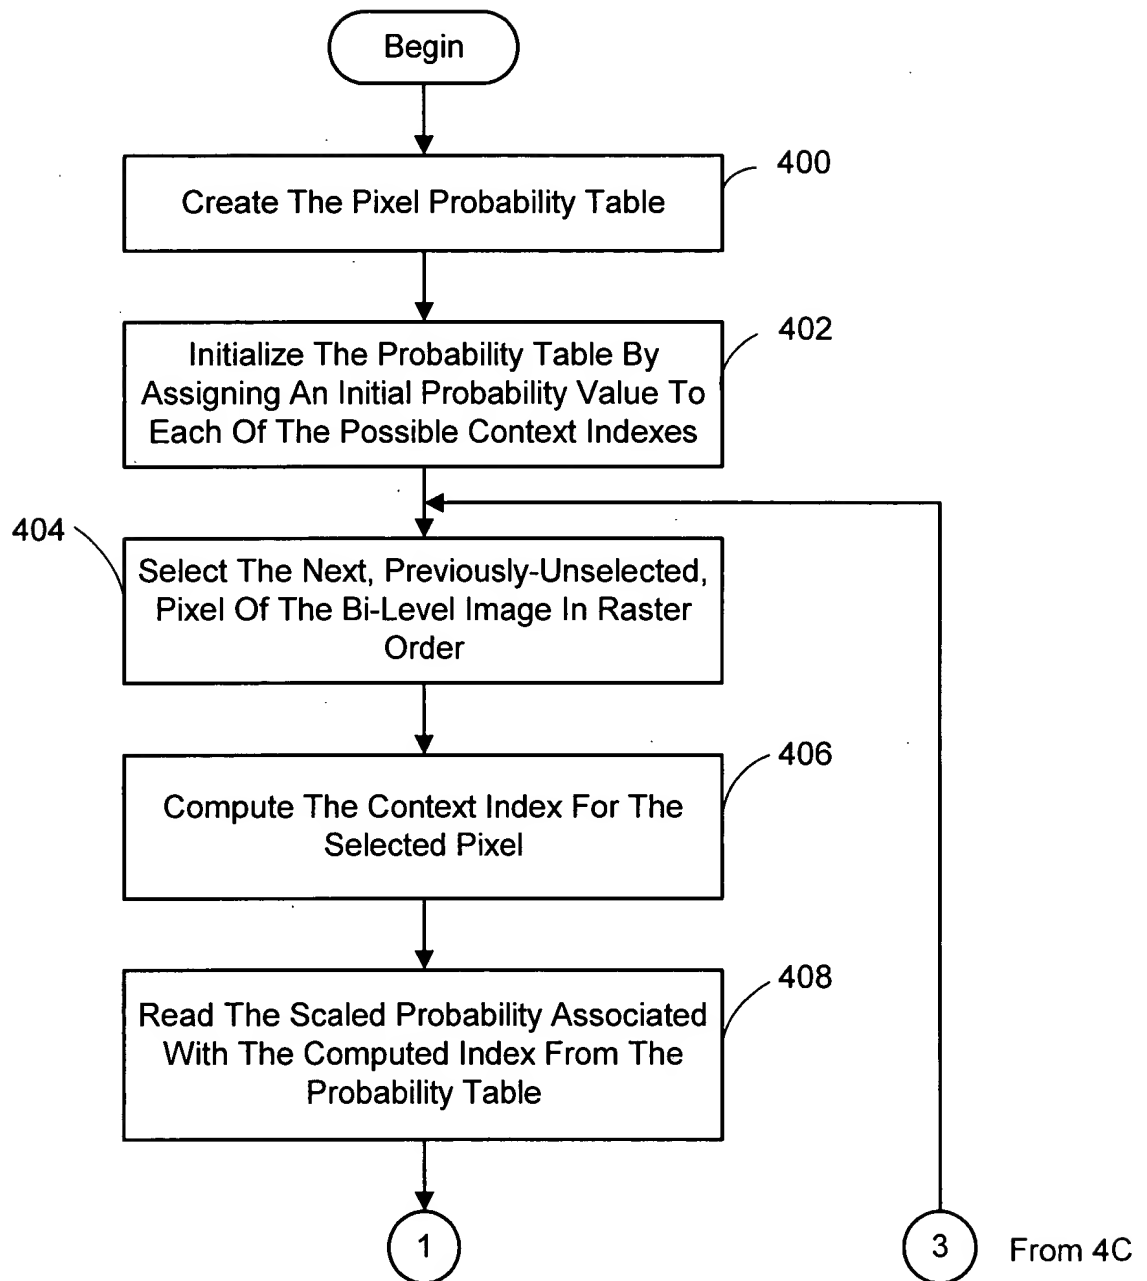 Begin
400
Create The Pixel Probability Table
402
Initialize The Probability Table By
Assigning An Initial Probability Value To
Each Of The Possible Context Indexes
404
Select The Next, Previously-Unselected,
Pixel Of The Bi-Level Image In Raster
Order
406
Compute The Context Index For The
Selected Pixel
408
Read The Scaled Probability Associated
With The Computed Index From The
Probability Table
1
3
From 4C